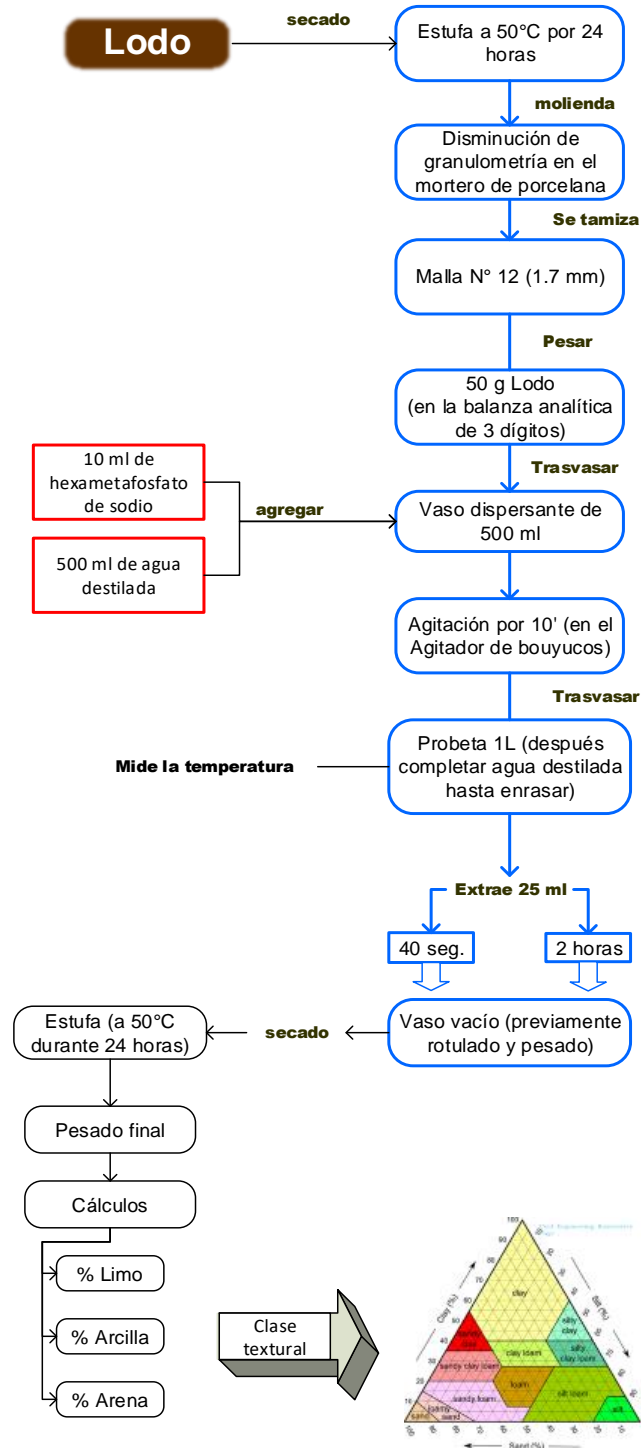 Lodo
secado
Estufa a 50°C por 24
horas
molienda
Disminución de
granulometría en el
mortero de porcelana
Se tamiza
Malla N° 12 (1.7 mm)
Pesar
50 g Lodo
(en la balanza analítica
de 3 dígitos)
Trasvasar
10 ml de
hexametafosfato
de sodio
500 ml de agua
destilada
agregar
Vaso dispersante de
500 ml
Agitación por 10' (en el
Agitador de bouyucos)
Trasvasar
Mide la temperatura
Probeta 1L (después
completar agua destilada
hasta enrasar)
Extrae 25 ml
40 seg.
2 horas
Vaso vacío (previamente
rotulado y pesado)
secado
Estufa (a 50°C
durante 24 horas)
Pesado final
Cálculos
% Limo
% Arcilla
% Arena
Clase
textural
clay
silty
clay
sandy
clay loam
silty
clay loam
sandy clay loam
loam
silt loam
sandy loam
loamy
sand
sand
silt
Clay (%)
Silt (%)
Sand (%)